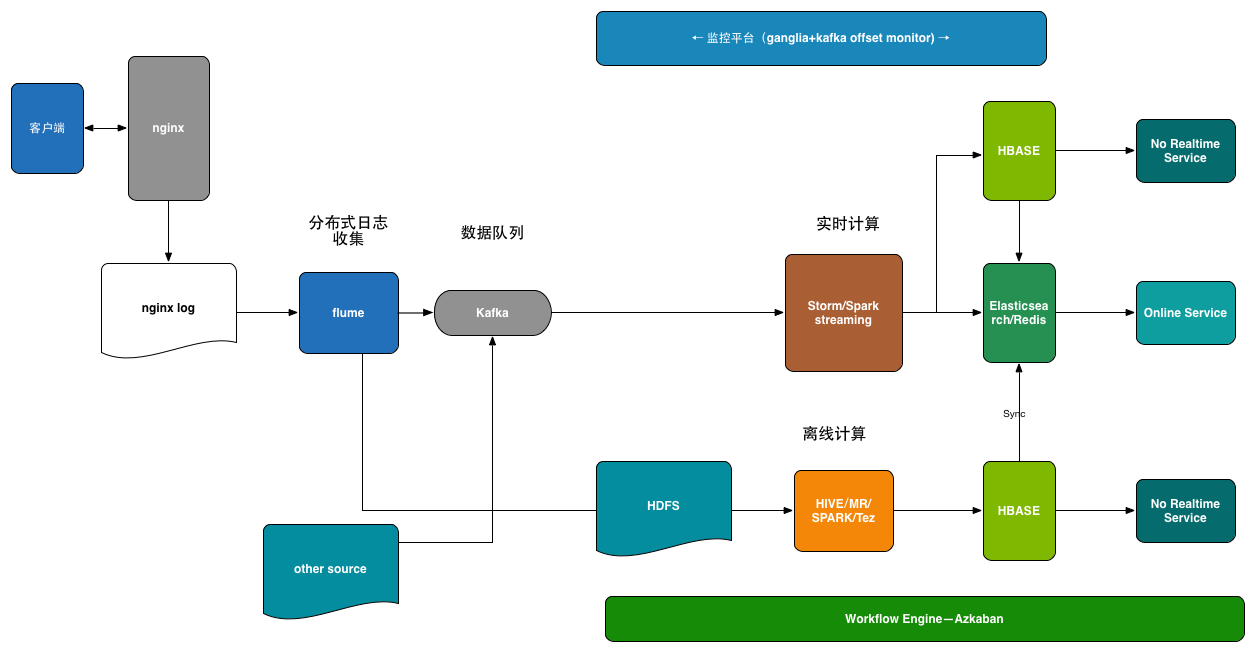 ← 监控平台（ganglia+kafka offset monitor) →
客户端
nginx
HBASE
No Realtime
Service
分布式日志
收集
数据队列
实时计算
nginx log
flume
Kafka
Storm/Spark
streaming
Elasticsea
rch/Redis
Online Service
Sync
离线计算
HDFS
HIVE/MR/
SPARK/Tez
HBASE
No Realtime
Service
other source
Workflow Engine—Azkaban